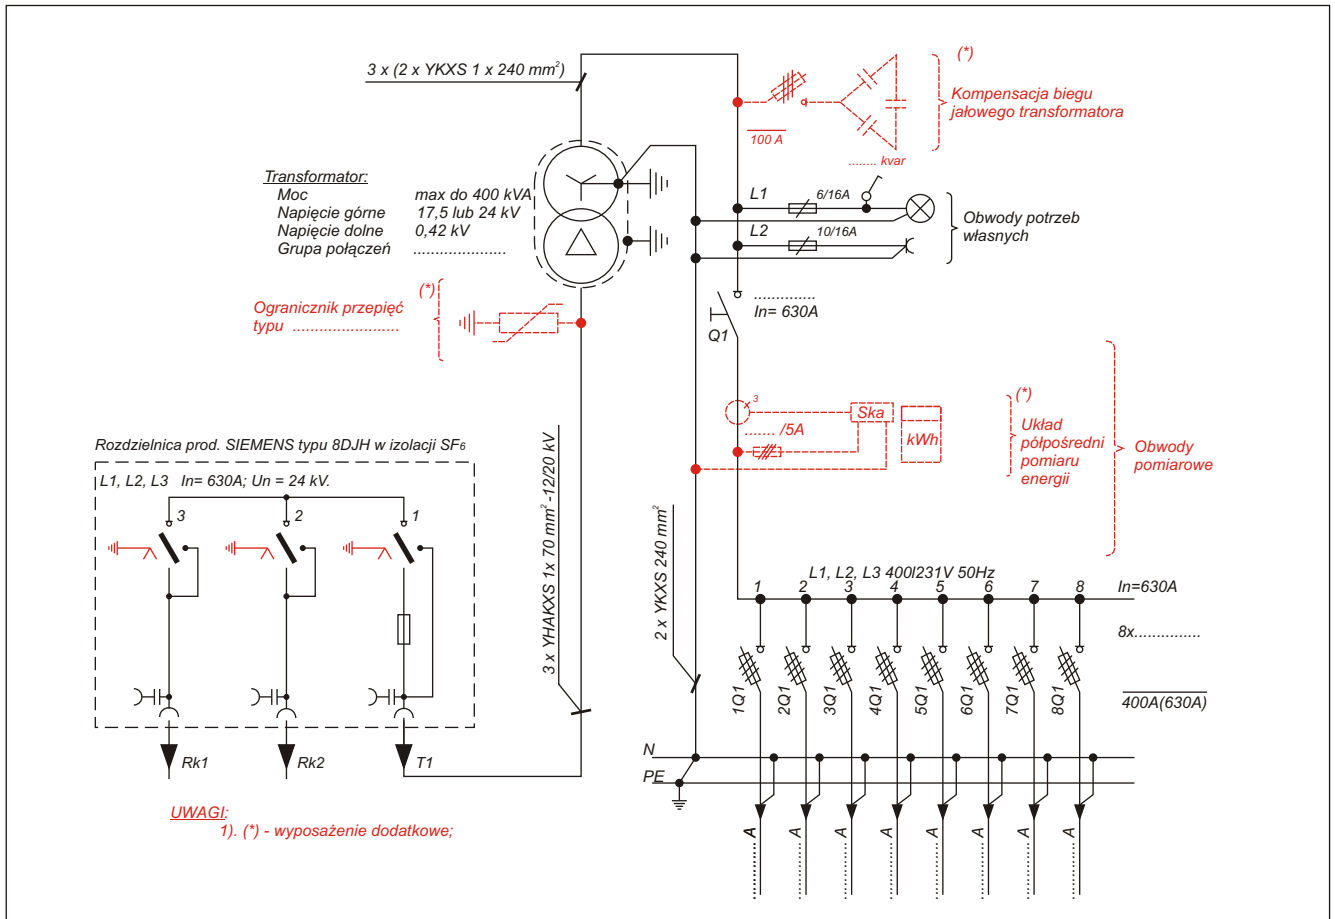 3 x (2 x YKXS 1 x 240 mm²)
(*)
Kompensacja biegu
jałowego transformatora
100 A
........ kvar
Transformator:
Moc max do 400 kVA
Napięcie górne 17,5 lub 24 kV
Napięcie dolne 0,42 kV
Grupa połączeń .....................
L1
6/16A
L2
10/16A
Obwody potrzeb
własnych
(*)
Ogranicznik przepięć
typu ........................
..............
In= 630A
Q1
3
....... /5A
Ska
kWh
(*)
Układ
półpośredni
pomiaru
energii
Obwody
pomiarowe
Rozdzielnica prod. SIEMENS typu 8DJH w izolacji SF6
L1, L2, L3 In= 630A; Un = 24 kV.
3
2
1
3 x YHAKXS 1x 70 mm² -12/20 kV
2 x YKXS 240 mm²
L1, L2, L3 400I231V 50Hz
1 2 3 4 5 6 7 8
In=630A
8x...............
1Q1 2Q1 3Q1 4Q1 5Q1 6Q1 7Q1 8Q1
400A(630A)
N
PE
Rk1
Rk2
T1
UWAGI:
1). (*) - wyposażenie dodatkowe;
............... A
............... A
............... A
............... A
............... A
............... A
............... A
............... A